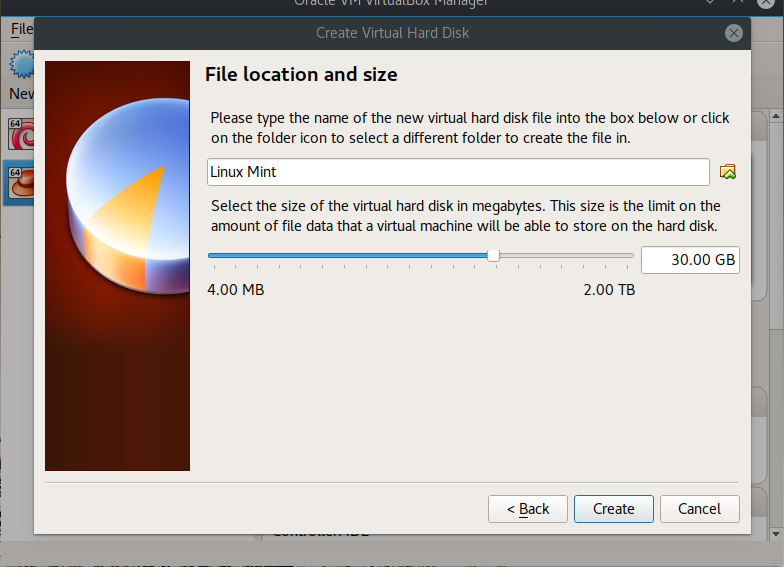 Oracle VM VirtualBox Manager
File
Create Virtual Hard Disk
New
64
64
File location and size
Please type the name of the new virtual hard disk file into the box below or click
on the folder icon to select a different folder to create the file in.
Linux Mint
Select the size of the virtual hard disk in megabytes. This size is the limit on the
amount of file data that a virtual machine will be able to store on the hard disk.
30.00 GB
4.00 MB
2.00 TB
< Back
Create
Cancel
Controller: IDE